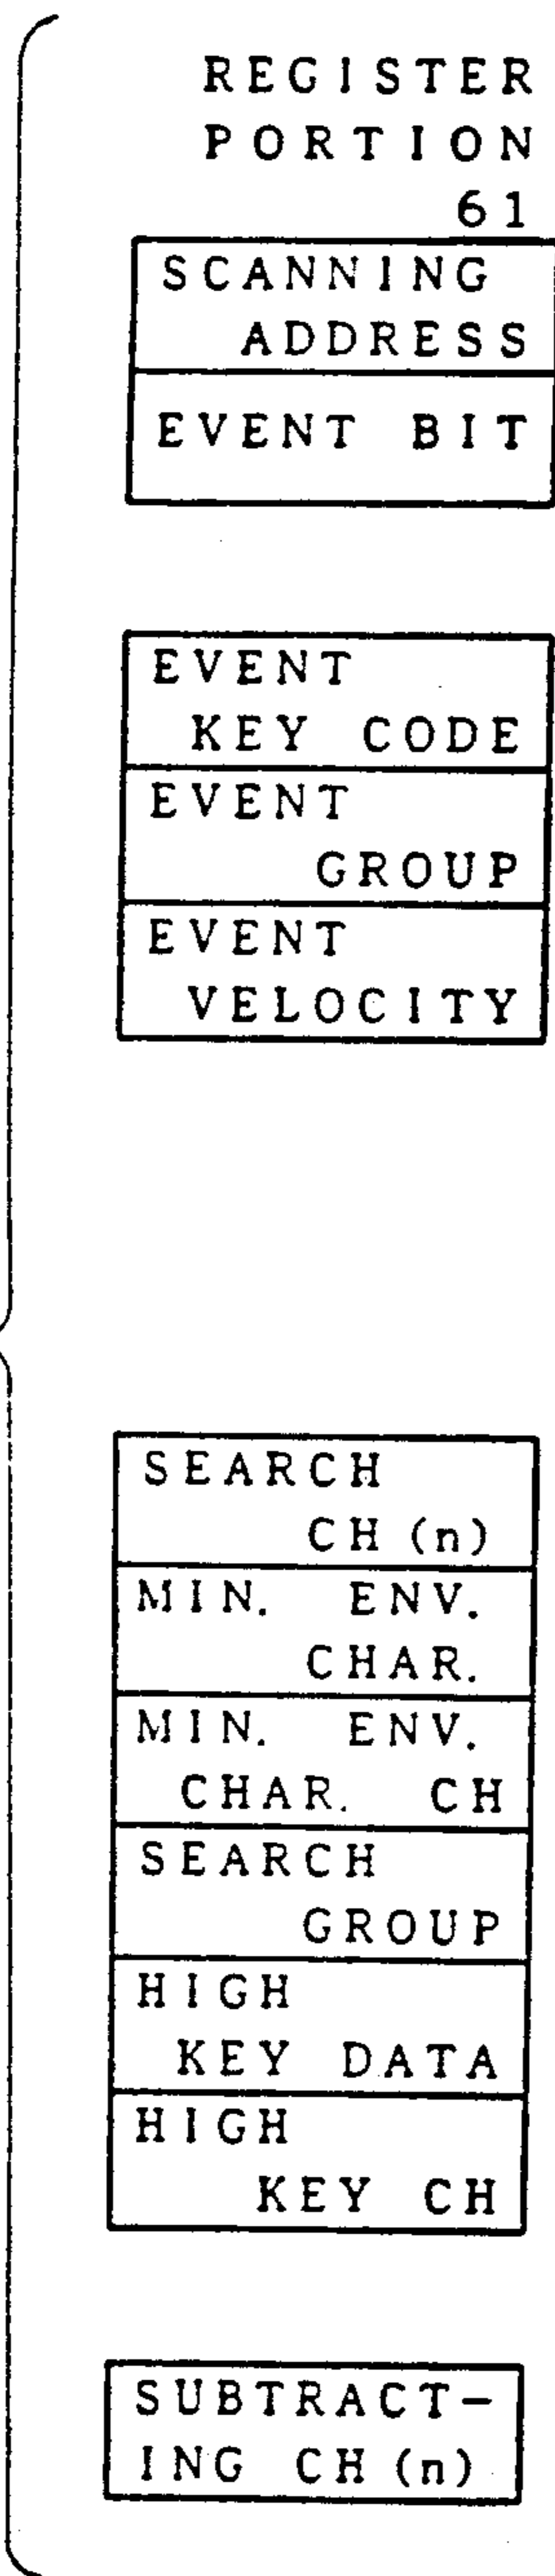 REGISTER
PORTION
61
SCANNING
ADDRESS
EVENT BIT
EVENT
KEY CODE
EVENT
GROUP
EVENT
VELOCITY
SEARCH
CH (n)
MIN. ENV.
CHAR.
MIN. ENV.
CHAR. CH
SEARCH
GROUP
HIGH
KEY DATA
HIGH
KEY CH
SUBTRACT-
ING CH (n)